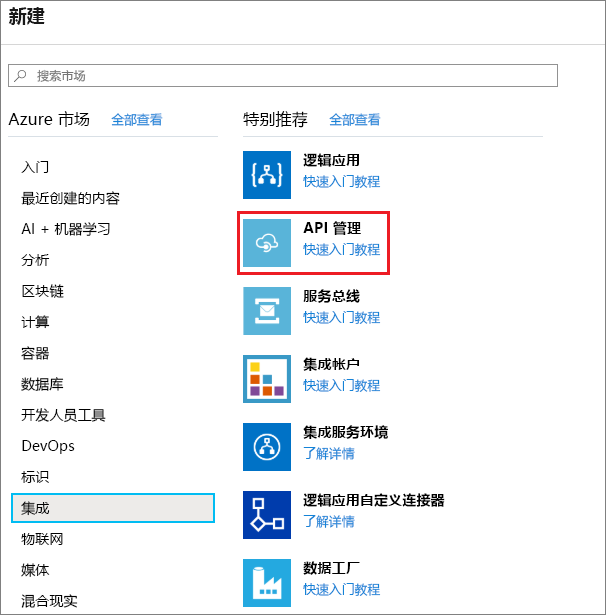 新建
搜索市场
Azure 市场 全部查看
入门
最近创建的内容
AI + 机器学习
分析
区块链
计算
容器
数据库
开发人员工具
DevOps
标识
集成
物联网
媒体
混合现实
特别推荐 全部查看
逻辑应用
快速入门教程
API 管理
快速入门教程
服务总线
快速入门教程
集成帐户
快速入门教程
集成服务环境
了解详情
逻辑应用自定义连接器
了解详情
数据工厂
快速入门教程